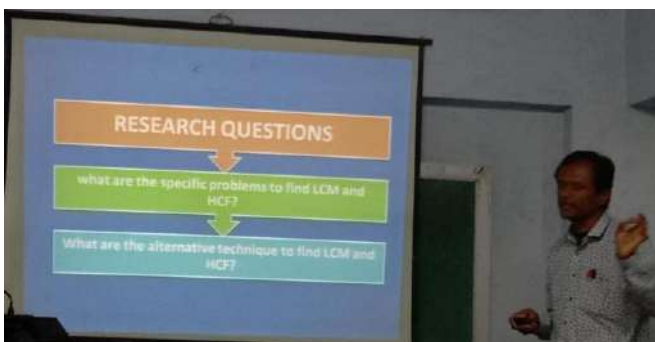 RESEARCH QUESTIONS
what are the specific problems to find LCM and
HCF?
What are the alternative technique to find LCM and
HCF?